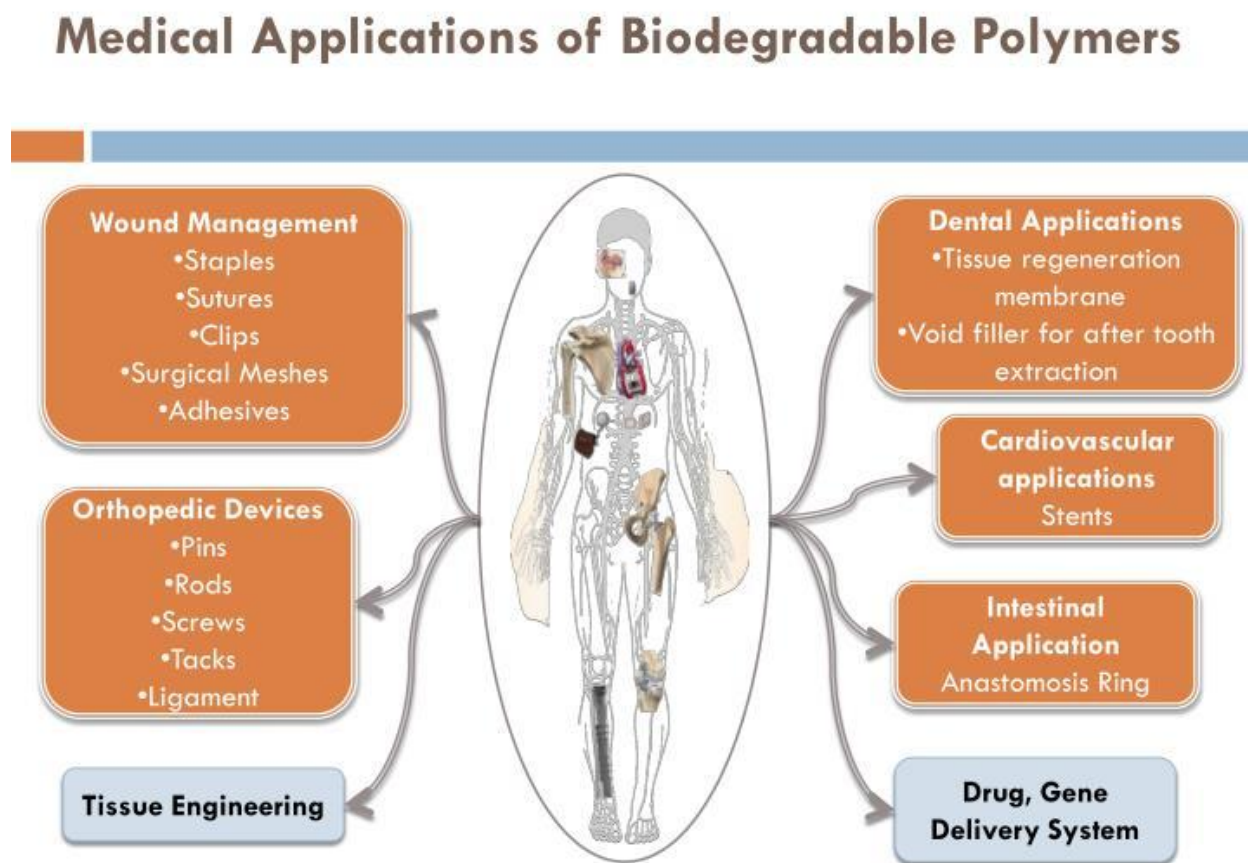 Medical Applications of Biodegradable Polymers
Wound Management
•Staples
•Sutures
•Clips
•Surgical Meshes
•Adhesives
Orthopedic Devices
•Pins
•Rods
•Screws
•Tacks
•Ligament
Tissue Engineering
Dental Applications
•Tissue regeneration
membrane
•Void filler for after tooth
extraction
Cardiovascular
applications
Stents
Intestinal
Application
Anastomosis Ring
Drug, Gene
Delivery System